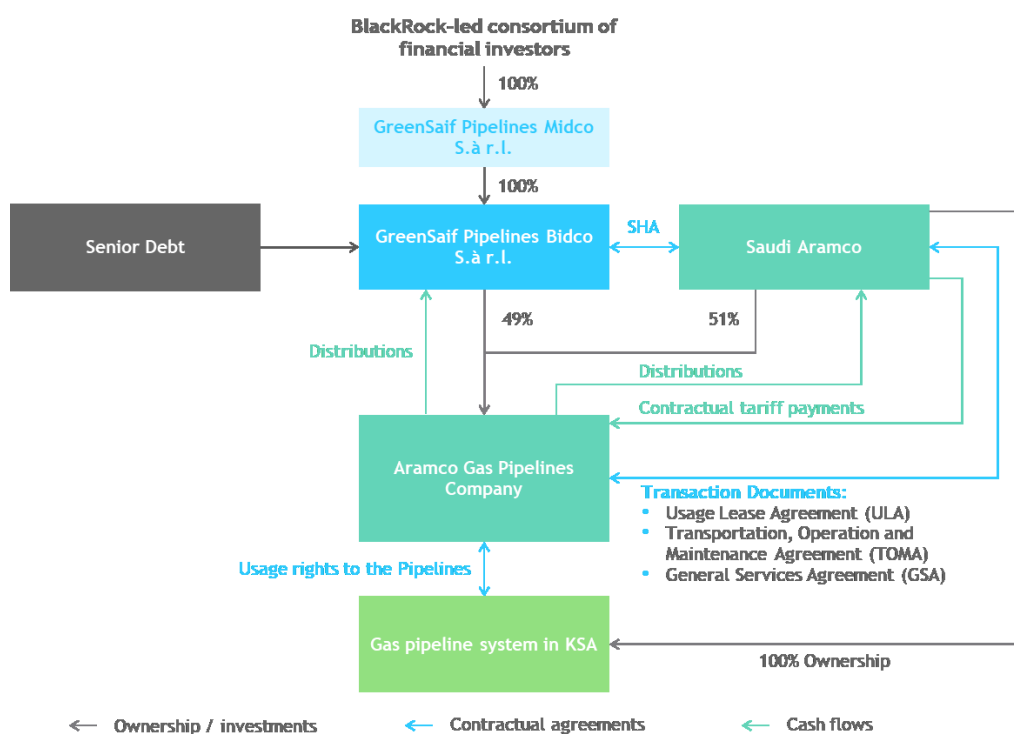 BlackRock-led consortium of
financial investors
100%
GreenSaif Pipelines Midco
S.à r.l.
100%
Senior Debt
GreenSaif Pipelines Bidco
S.à r.l.
SHA
Saudi Aramco
49%
51%
Distributions
Distributions
Contractual tariff payments
Aramco Gas Pipelines
Company
Transaction Documents:
• Usage Lease Agreement (ULA)
• Transportation, Operation and
Maintenance Agreement (TOMA)
• General Services Agreement (GSA)
Usage rights to the Pipelines
Gas pipeline system in KSA
100% Ownership
Ownership / investments
Contractual agreements
Cash flows